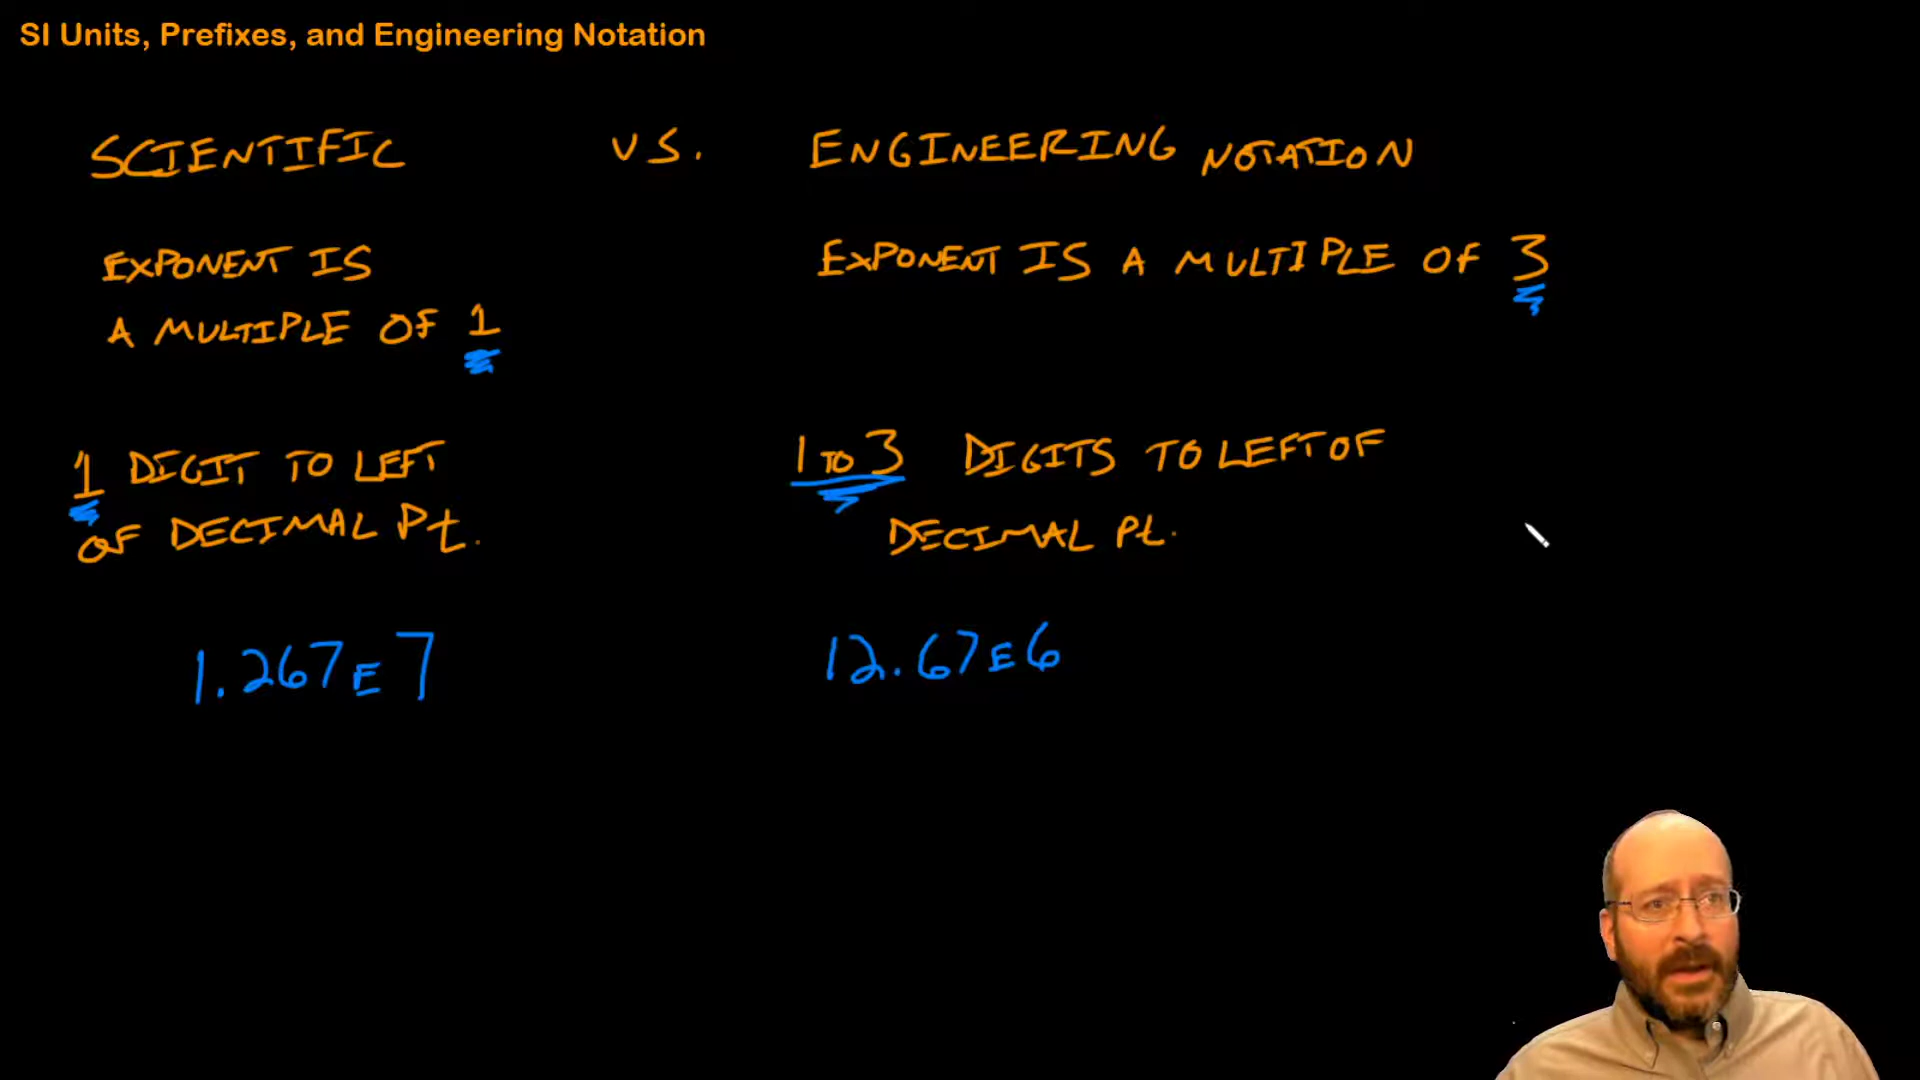 SI Units, Prefixes, and Engineering Notation
SCIENTIFIC VS. ENGINEERING NOTATION
EXPONENT IS
A MULTIPLE OF 1
EXPONENT IS A MULTIPLE OF 3
1 DIGIT TO LEFT
OF DECIMAL Pt.
1 TO 3 DIGITS TO LEFT OF
DECIMAL Pt.
1.267E7
12.67E6